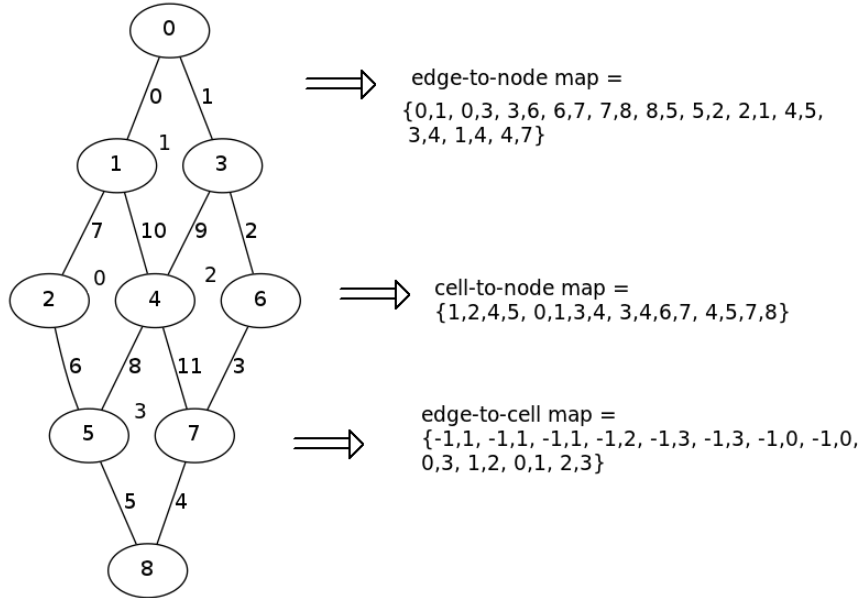 0
0 1
edge-to-node map =
{0,1, 0,3, 3,6, 6,7, 7,8, 8,5, 5,2, 2,1, 4,5,
3,4, 1,4, 4,7}
1
1 3
7 10 9 2
0 2
2 4 6
cell-to-node map =
{1,2,4,5, 0,1,3,4, 3,4,6,7, 4,5,7,8}
6 8 11 3
3
5 7
edge-to-cell map =
{-1,1, -1,1, -1,1, -1,2, -1,3, -1,3, -1,0, -1,0,
0,3, 1,2, 0,1, 2,3}
5 4
8